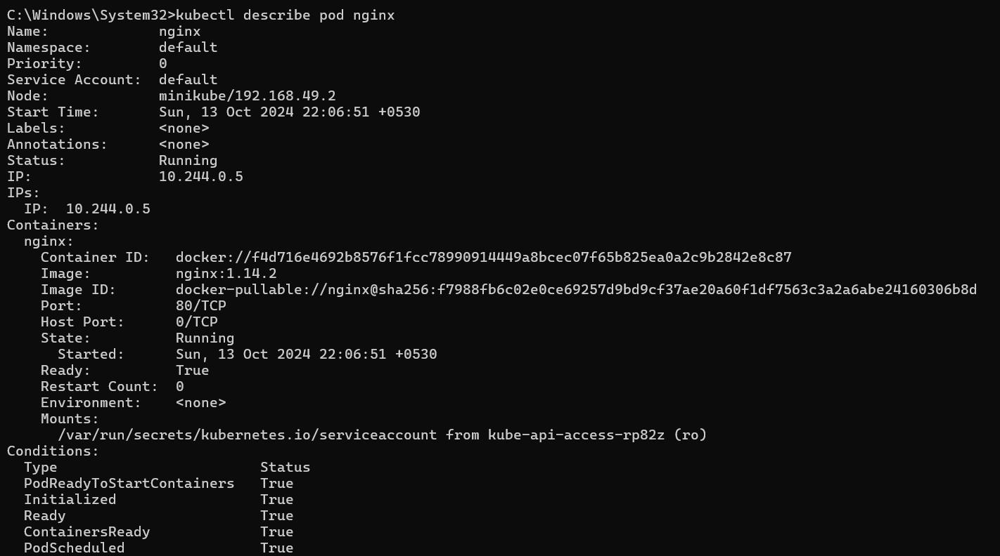 C:\Windows\System32>kubectl describe pod nginx
Name:             nginx
Namespace:        default
Priority:         0
Service Account:  default
Node:             minikube/192.168.49.2
Start Time:       Sun, 13 Oct 2024 22:06:51 +0530
Labels:           <none>
Annotations:      <none>
Status:           Running
IP:               10.244.0.5
IPs:
  IP:  10.244.0.5
Containers:
  nginx:
    Container ID:   docker://f4d716e4692b8576f1fcc78990914449a8bcec07f65b825ea0a2c9b2842e8c87
    Image:          nginx:1.14.2
    Image ID:       docker-pullable://nginx@sha256:f7988fb6c02e0ce69257d9bd9cf37ae20a60f1df7563c3a2a6abe24160306b8d
    Port:           80/TCP
    Host Port:      0/TCP
    State:          Running
      Started:      Sun, 13 Oct 2024 22:06:51 +0530
    Ready:          True
    Restart Count:  0
    Environment:    <none>
    Mounts:
      /var/run/secrets/kubernetes.io/serviceaccount from kube-api-access-rp82z (ro)
Conditions:
  Type                        Status
  PodReadyToStartContainers   True
  Initialized                 True
  Ready                       True
  ContainersReady             True
  PodScheduled                True